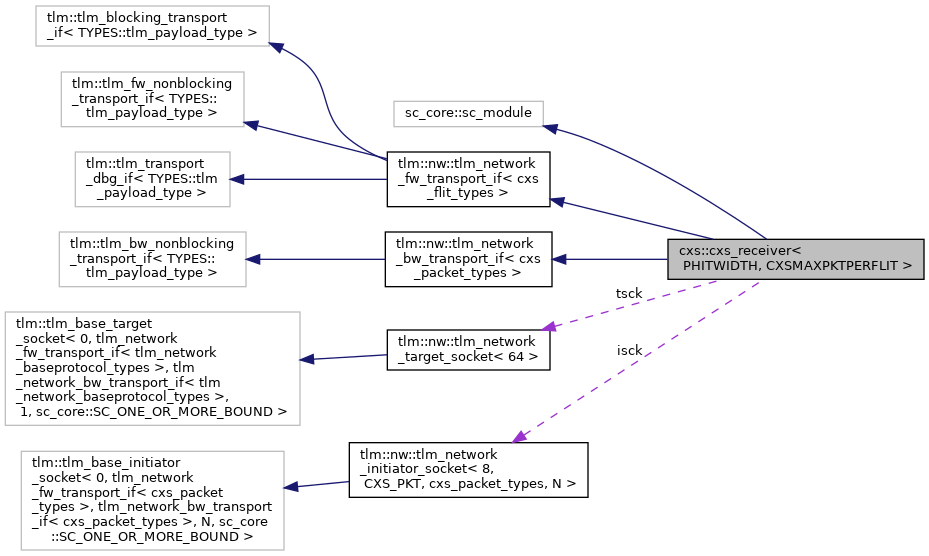 tlm::tlm_blocking_transport
_if< TYPES::tlm_payload_type >
tlm::tlm_fw_nonblocking
_transport_if< TYPES::
tlm_payload_type >
sc_core::sc_module
tlm::tlm_transport
_dbg_if< TYPES::tlm
_payload_type >
tlm::nw::tlm_network
_fw_transport_if< cxs
_flit_types >
tlm::tlm_bw_nonblocking
_transport_if< TYPES::
tlm_payload_type >
tlm::nw::tlm_network
_bw_transport_if< cxs
_packet_types >
cxs::cxs_receiver<
PHITWIDTH, CXSMAXPKTPERFLIT >
tsck
tlm::tlm_base_target
_socket< 0, tlm_network
_fw_transport_if< tlm_network
_baseprotocol_types >, tlm
_network_bw_transport_if< tlm
_network_baseprotocol_types >,
1, sc_core::SC_ONE_OR_MORE_BOUND >
tlm::nw::tlm_network
_target_socket< 64 >
isck
tlm::tlm_base_initiator
_socket< 0, tlm_network
_fw_transport_if< cxs_packet
_types >, tlm_network_bw_transport
_if< cxs_packet_types >, N, sc_core
::SC_ONE_OR_MORE_BOUND >
tlm::nw::tlm_network
_initiator_socket< 8,
CXS_PKT, cxs_packet_types, N >